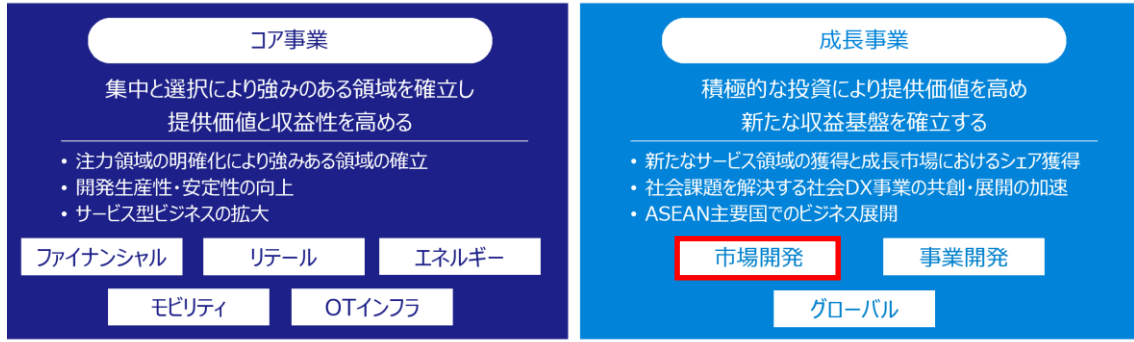 コア事業
集中と選択により強みのある領域を確立し
提供価値と収益性を高める
• 注力領域の明確化により強みある領域の確立
• 開発生産性・安定性の向上
• サービス型ビジネスの拡大
ファイナンシャル
リテール
エネルギー
モビリティ
OTインフラ
成長事業
積極的な投資により提供価値を高め
新たな収益基盤を確立する
• 新たなサービス領域の獲得と成長市場におけるシェア獲得
• 社会課題を解決する社会DX事業の共創・展開の加速
• ASEAN主要国でのビジネス展開
市場開発
事業開発
グローバル